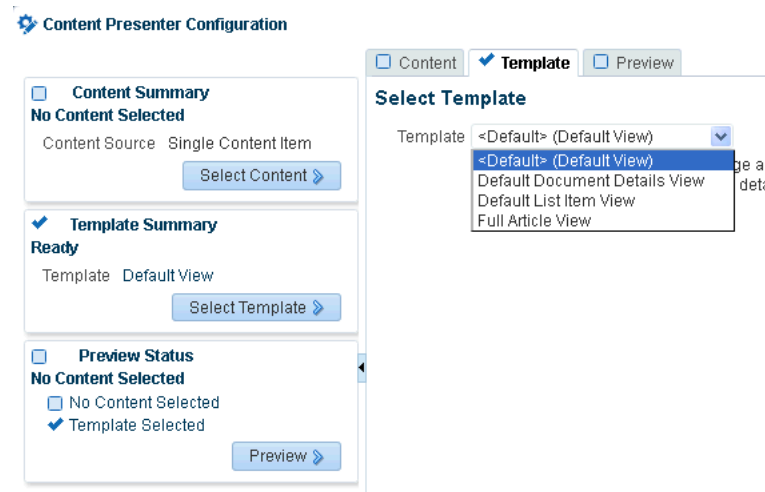 Content Presenter Configuration
Content Summary
No Content Selected
Content Source Single Content Item
Select Content
Template Summary
Ready
Template Default View
Select Template
Preview Status
No Content Selected
No Content Selected
Template Selected
Preview
Content Template Preview
Select Template
Template <Default> (Default View)
<Default> (Default View)
Default Document Details View
Default List Item View
Full Article View